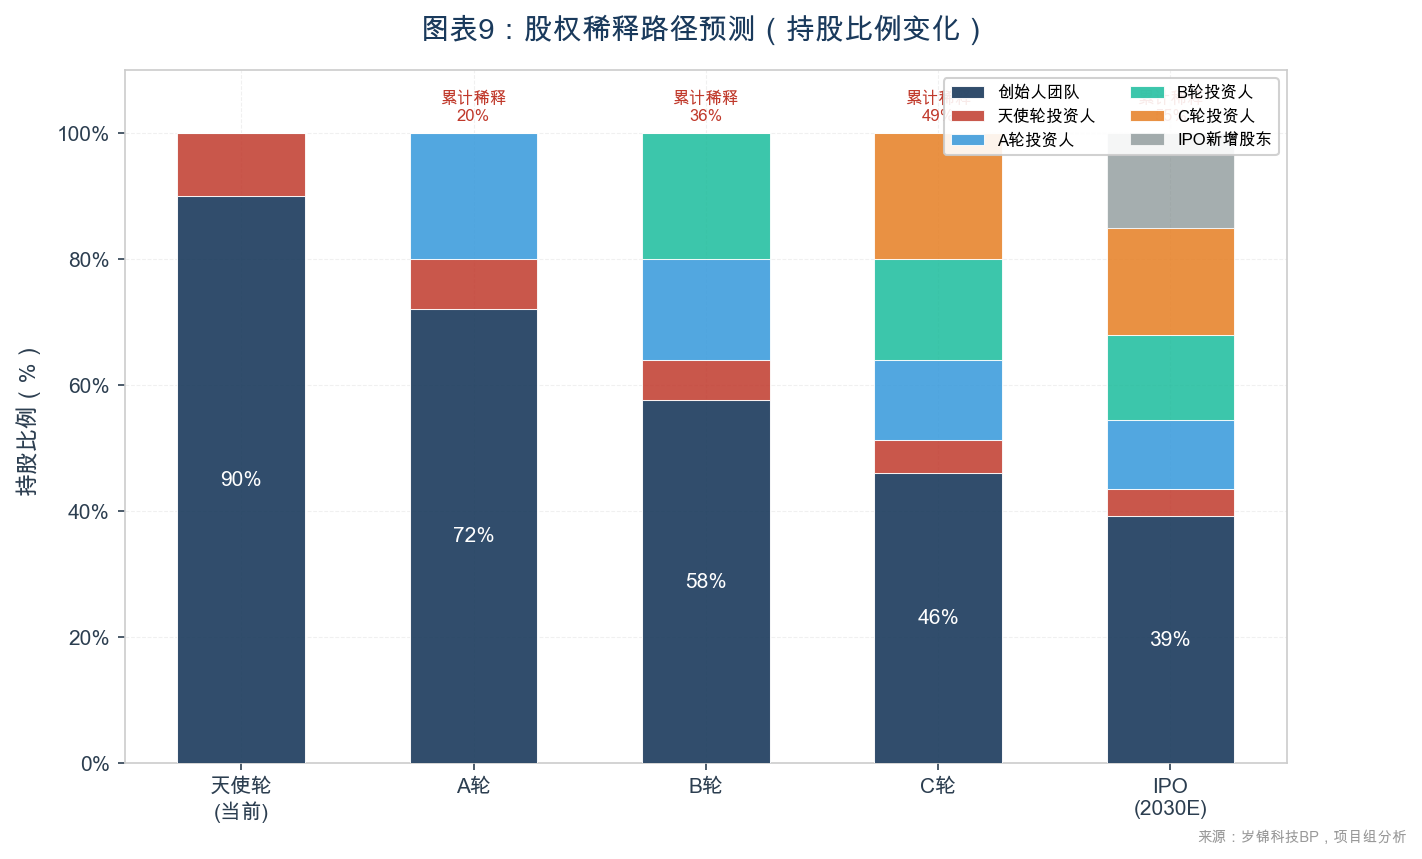 图表9：股权稀释路径预测（持股比例变化）
累计稀释
20%
累计稀释
36%
累计
49%
创始人团队
天使轮投资人
A轮投资人
B轮投资人
C轮投资人
IPO新增股东
持股比例（%）
100%
80%
60%
40%
20%
0%
90%
72%
58%
46%
39%
天使轮
(当前)
A轮
B轮
C轮
IPO
(2030E)
来源：岁锦科技BP，项目组分析